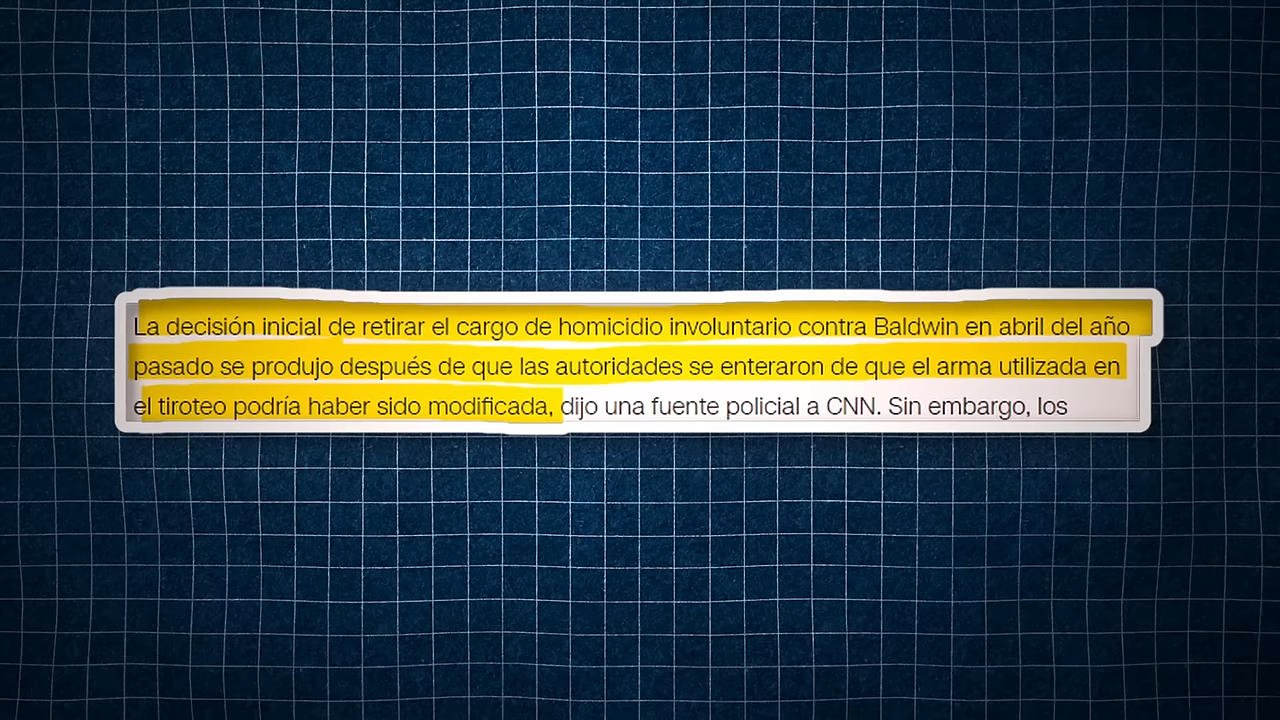 La decisión inicial de retirar el cargo de homicidio involuntario contra Baldwin en abril del año
pasado se produjo después de que las autoridades se enteraron de que el arma utilizada en
el tiroteo podría haber sido modificada, dijo una fuente policial a CNN. Sin embargo, los